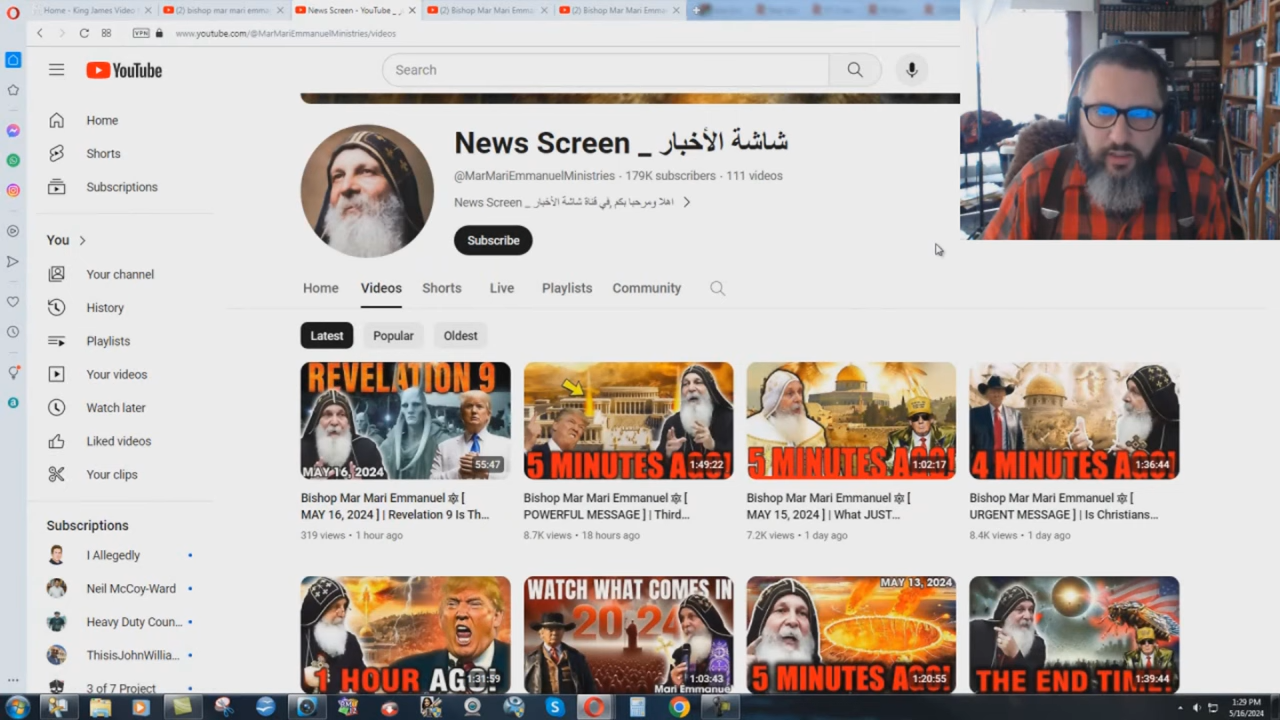 Home - King James Video
(2) bishop mar mari emma
News Screen - YouTube
(2) Bishop Mar Mari Emma
(2) Bishop Mar Mari Emma
VPN
www.youtube.com/@MarMariEmmanuelMinistries/videos
YouTube
Search
Home
Shorts
Subscriptions
You
Your channel
History
Playlists
Your videos
Watch later
Liked videos
Your clips
Subscriptions
I Allegedly
Neil McCoy-Ward
Heavy Duty Coun...
ThisisJohnWillia...
3 of 7 Project
News Screen _ شاشة الأخبار
@MarMariEmmanuelMinistries · 179K subscribers · 111 videos
News Screen _ اهلا ومرحبا بكم ,في قناة شاشة الأخبار
Subscribe
Home Videos Shorts Live Playlists Community
Latest Popular Oldest
REVELATION 9
MAY 16, 2024
55:47
5 MINUTES AGO!
1:49:22
5 MINUTES AGO!
1:02:17
4 MINUTES AGO!
1:36:44
Bishop Mar Mari Emmanuel ✡ [
MAY 16, 2024 ] | Revelation 9 Is Th...
319 views • 1 hour ago
Bishop Mar Mari Emmanuel ✡ [
POWERFUL MESSAGE ] | Third...
8.7K views • 18 hours ago
Bishop Mar Mari Emmanuel ✡ [
MAY 15, 2024 ] | What JUST...
7.2K views • 1 day ago
Bishop Mar Mari Emmanuel ✡ [
URGENT MESSAGE ] | Is Christians...
8.4K views • 1 day ago
1 HOUR AGO!
1:31:59
WATCH WHAT COMES IN
2024
1:03:43
Mari Emmanuel
MAY 13, 2024
5 MINUTES AGO!
1:20:55
THE END TIME!
1:39:44
1:29 PM
5/16/2024